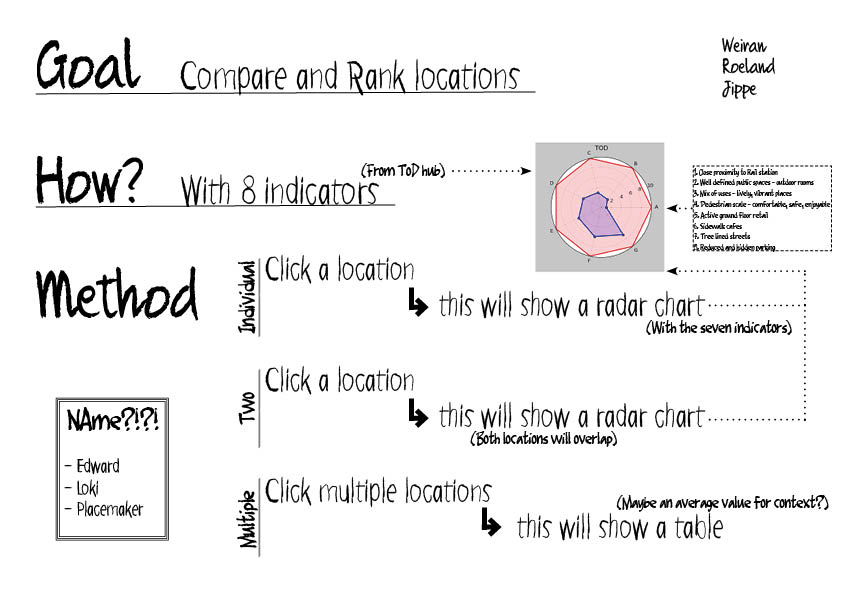 Goal
Compare and Rank locations
Weiran
Roeland
Jippe
How?
With 8 indicators
(From ToD hub)
TOD
C
B
D
A
E
F
G
2
4
6
8
10
1. Close proximity to Rail station
2. Well defined public spaces - outdoor rooms
3. Mix of uses - lively, vibrant places
4. Pedestrian scale - comfortable, safe, enjoyable
5. Active ground floor retail
6. Sidewalk cafes
7. Tree lined streets
8. Reduced and hidden parking
Method
Individual
Click a location
this will show a radar chart
(With the seven indicators)
Two
Click a location
this will show a radar chart
(Both locations will overlap)
NAme?!?!
- Edward
- Loki
- Placemaker
Multiple
Click multiple locations
(Maybe an average value for context?)
this will show a table